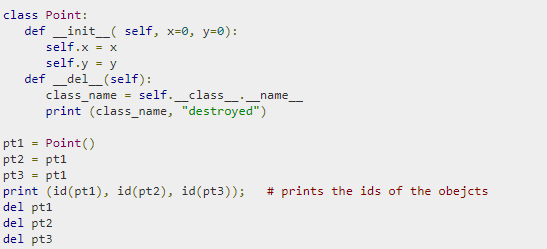 class Point:
   def __init__( self, x=0, y=0):
      self.x = x
      self.y = y
   def __del__(self):
      class_name = self.__class__.__name__
      print (class_name, "destroyed")

pt1 = Point()
pt2 = pt1
pt3 = pt1
print (id(pt1), id(pt2), id(pt3));   # prints the ids of the obejcts
del pt1
del pt2
del pt3